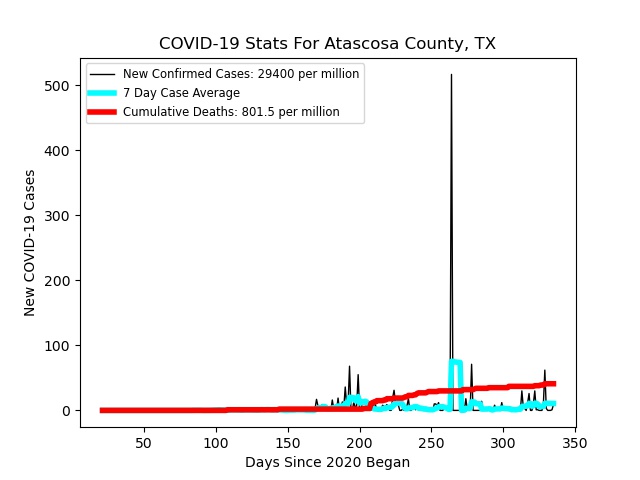 COVID-19 Stats For Atascosa County, TX
New Confirmed Cases: 29400 per million
7 Day Case Average
Cumulative Deaths: 801.5 per million
New COVID-19 Cases
500
400
300
200
100
0
50 100 150 200 250 300 350
Days Since 2020 Began